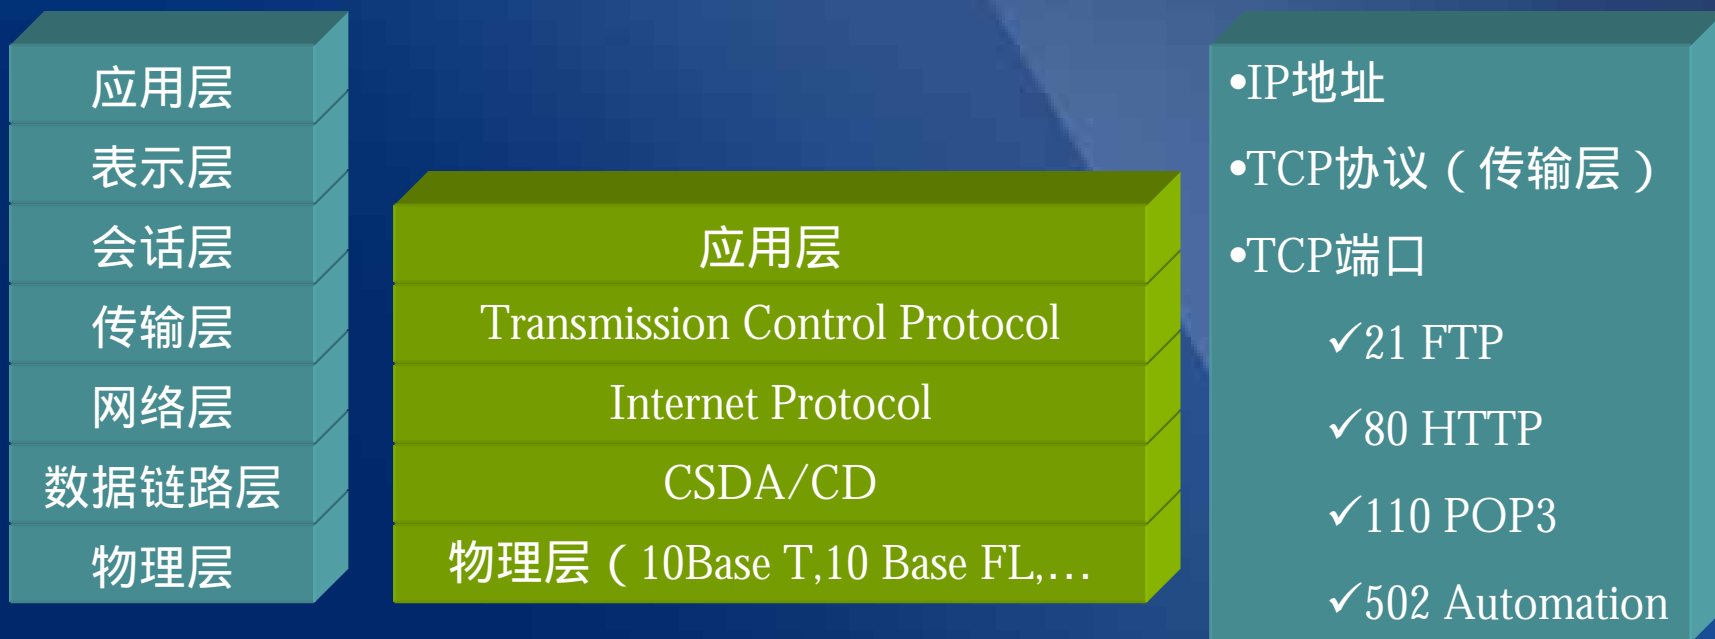 应用层
表示层
会话层
传输层
网络层
数据链路层
物理层
应用层
Transmission Control Protocol
Internet Protocol
CSDA/CD
物理层（10Base T,10 Base FL,…
•IP地址
•TCP协议（传输层）
•TCP端口
✓21 FTP
✓80 HTTP
✓110 POP3
✓502 Automation